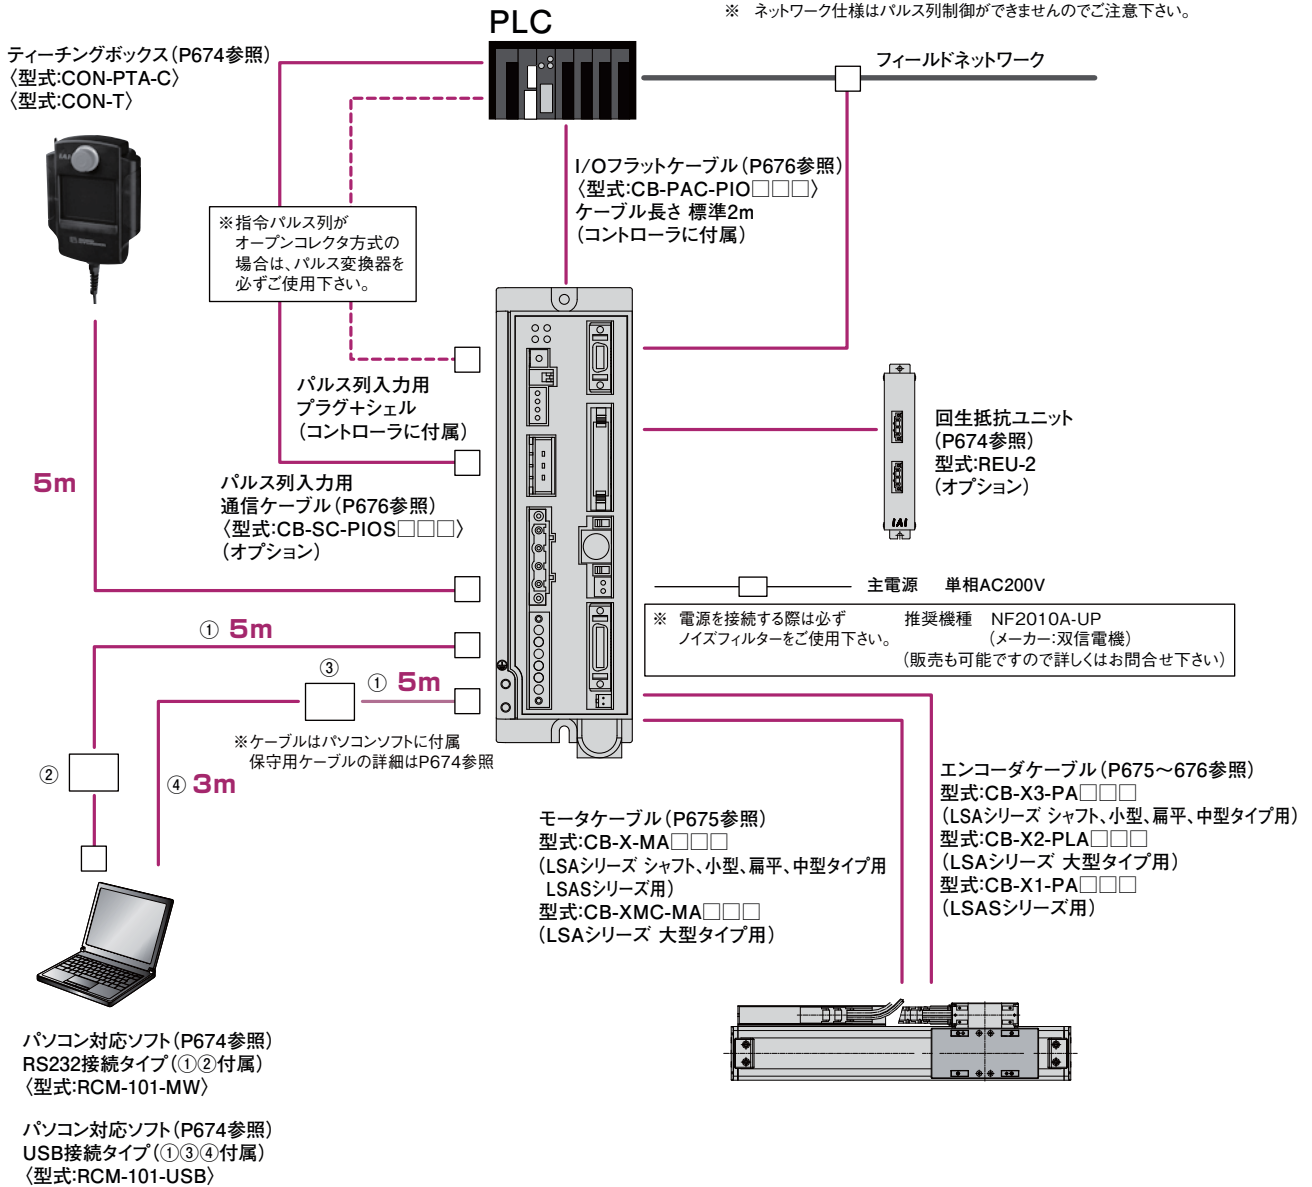 ※ ネットワーク仕様はパルス列制御ができませんのでご注意下さい。
PLC
ティーチングボックス(P674参照)
〈型式:CON-PTA-C〉
〈型式:CON-T〉
フィールドネットワーク
I/Oフラットケーブル(P676参照)
〈型式:CB-PAC-PIO□□□〉
ケーブル長さ 標準2m
(コントローラに付属)
※指令パルス列が
オープンコレクタ方式の
場合は、パルス変換器を
必ずご使用下さい。
IAI
パルス列入力用
プラグ+シェル
(コントローラに付属)
回生抵抗ユニット
(P674参照)
型式:REU-2
(オプション)
IAI
5m
パルス列入力用
通信ケーブル(P676参照)
〈型式:CB-SC-PIOS□□□〉
(オプション)
主電源 単相AC200V
※ 電源を接続する際は必ず
ノイズフィルターをご使用下さい。
推奨機種 NF2010A-UP
(メーカー:双信電機)
(販売も可能ですので詳しくはお問合せ下さい)
① 5m
③
① 5m
※ケーブルはパソコンソフトに付属
保守用ケーブルの詳細はP674参照
②
④ 3m
モータケーブル(P675参照)
型式:CB-X-MA□□□
(LSAシリーズ シャフト、小型、扁平、中型タイプ用
LSASシリーズ用)
型式:CB-XMC-MA□□□
(LSAシリーズ 大型タイプ用)
エンコーダケーブル(P675〜676参照)
型式:CB-X3-PA□□□
(LSAシリーズ シャフト、小型、扁平、中型タイプ用)
型式:CB-X2-PLA□□□
(LSAシリーズ 大型タイプ用)
型式:CB-X1-PA□□□
(LSASシリーズ用)
パソコン対応ソフト(P674参照)
RS232接続タイプ(①②付属)
〈型式:RCM-101-MW〉
パソコン対応ソフト(P674参照)
USB接続タイプ(①③④付属)
〈型式:RCM-101-USB〉